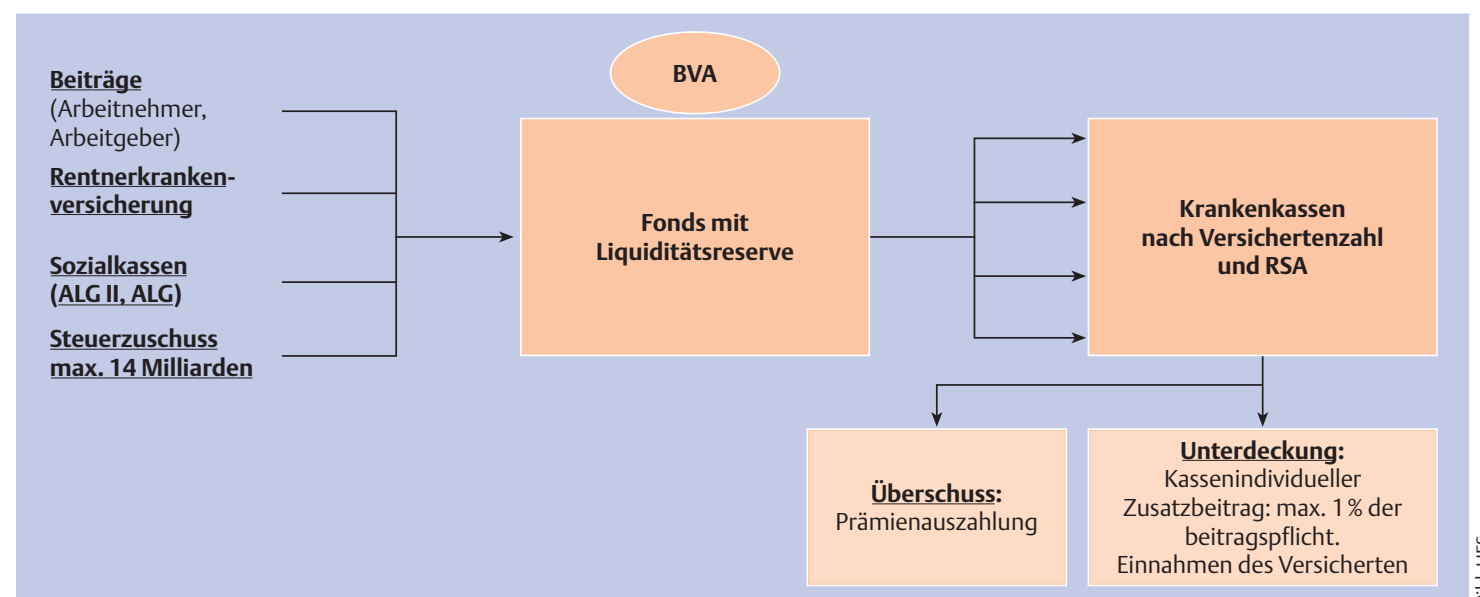 Beiträge
(Arbeitnehmer,
Arbeitgeber)
Rentnerkranken-
versicherung
Sozialkassen
(ALG II, ALG)
Steuerzuschuss
max. 14 Milliarden
BVA
Fonds mit
Liquiditätsreserve
Krankenkassen
nach Versichertenzahl
und RSA
Überschuss:
Prämienauszahlung
Unterdeckung:
Kassenindividueller
Zusatzbeitrag: max. 1 % der
beitragspflicht.
Einnahmen des Versicherten